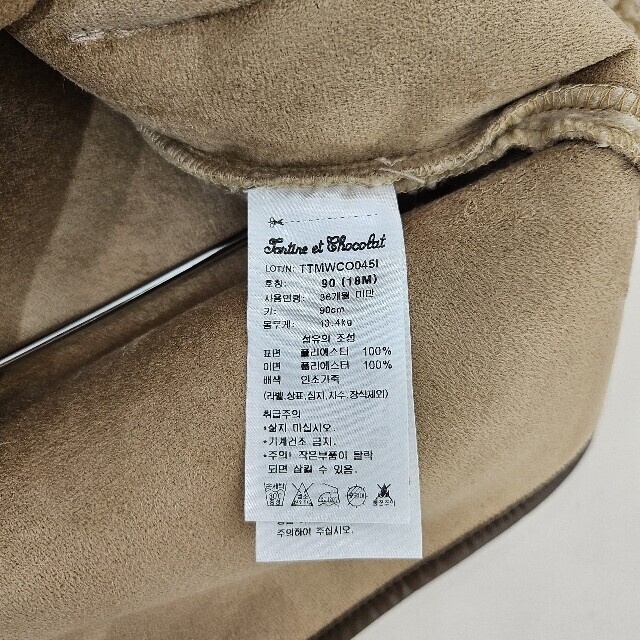 Tartine et Chocolat
LOT/N: TTMWCO045I
호칭: 90 (18M)
사용연령: 36개월 미만
키: 90cm
몸무게: 13.4kg
섬유의 조성
표면 폴리에스터 100%
이면 폴리에스터 100%
배색 인조가죽
(라벨,상표,심지,자수,장식제외)
취급주의
*삶지 마십시오.
*기계건조 금지.
*주의) 작은부품이 탈락
되면 삼킬 수 있음.
주의하여 주십시오.